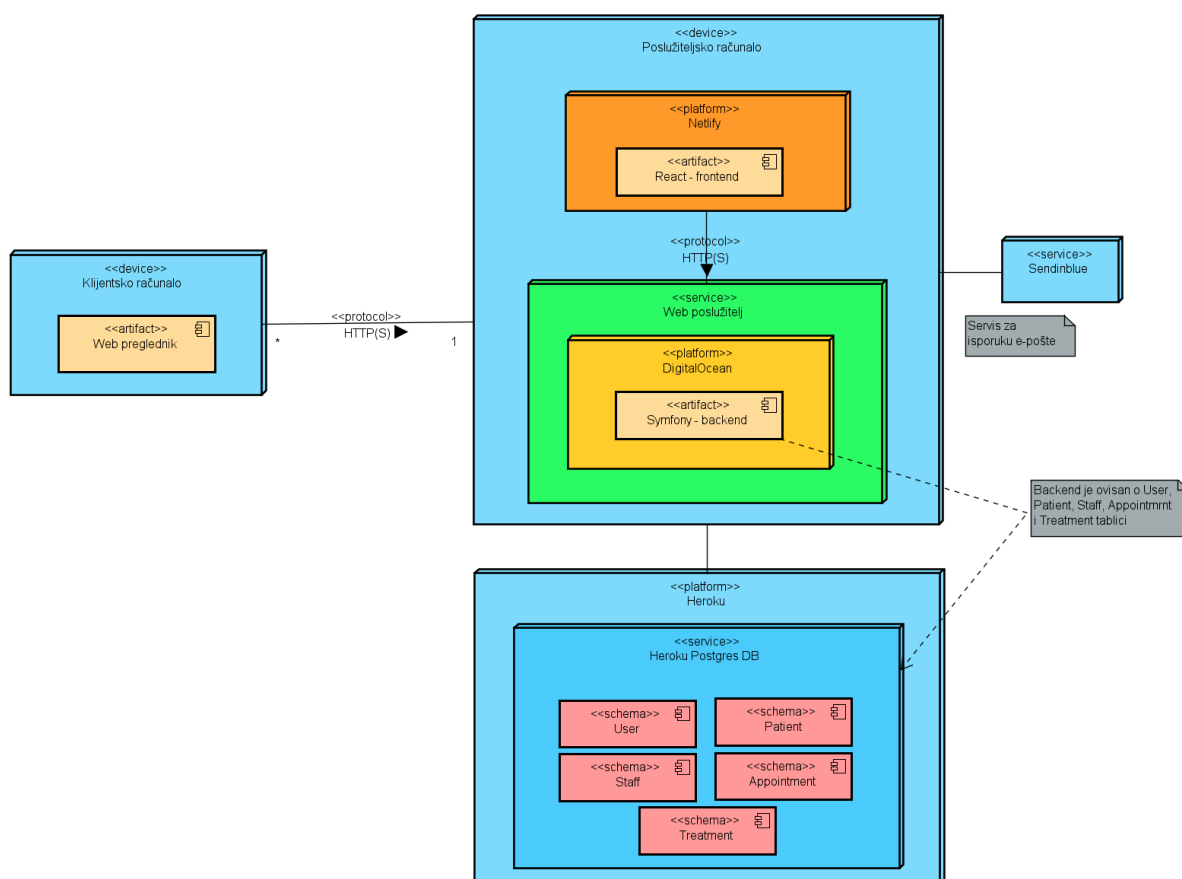 <<device>>
Poslužiteljsko računalo
<<platform>>
Netlify
<<artifact>>
React - frontend
<<protocol>>
HTTP(S)
<<device>>
Klijentsko računalo
<<artifact>>
Web preglednik
<<protocol>>
HTTP(S)
*
1
<<service>>
Web poslužitelj
<<platform>>
DigitalOcean
<<artifact>>
Symfony - backend
<<service>>
Sendinblue
Servis za
isporuku e-pošte
Backend je ovisan o User,
Patient, Staff, Appointmrnt
i Treatment tablici
<<platform>>
Heroku
<<service>>
Heroku Postgres DB
<<schema>>
User
<<schema>>
Patient
<<schema>>
Staff
<<schema>>
Appointment
<<schema>>
Treatment